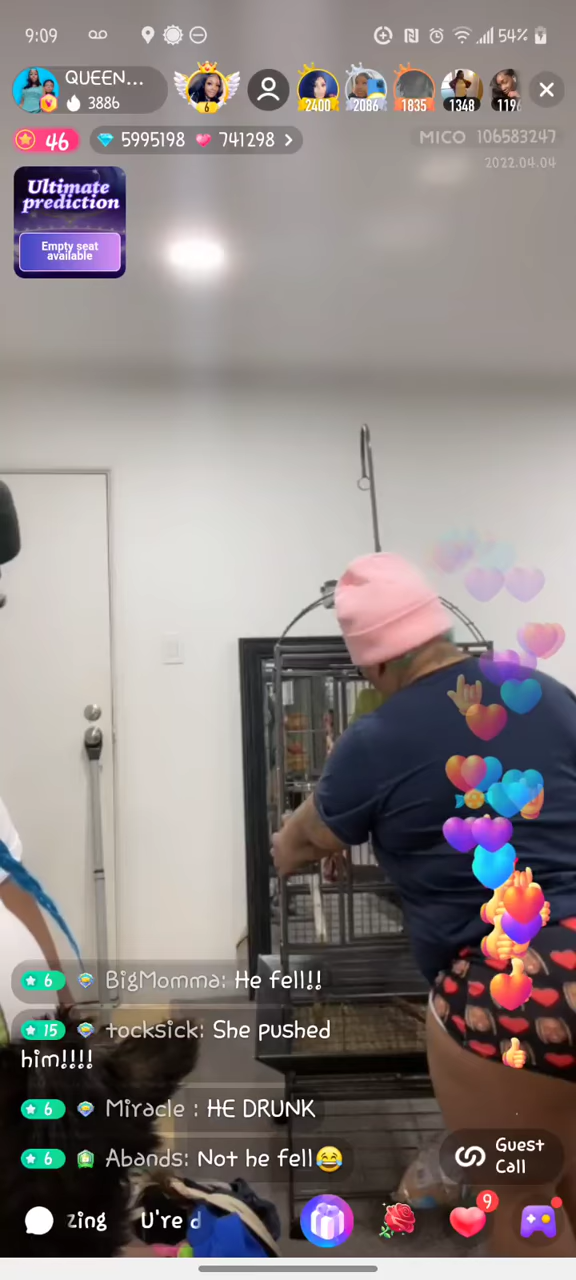 9:09
54%
QUEEN...
3886
6
2400
2086
1835
1348
119
46
5995198
741298
MICO 106583247
2022.04.04
Ultimate
prediction
Empty seat
available
6 BigMomma: He fell!!
15 tocksick: She pushed
him!!!!
6 Miracle : HE DRUNK
6 Abands: Not he fell😂
Guest
Call
zing U're d
9